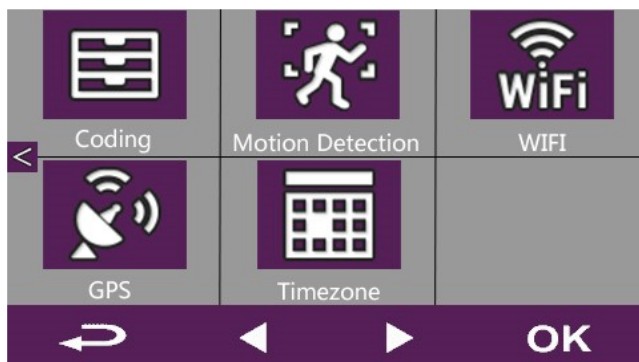 WiFi
Coding
Motion Detection
WIFI
<
GPS
Timezone
OK